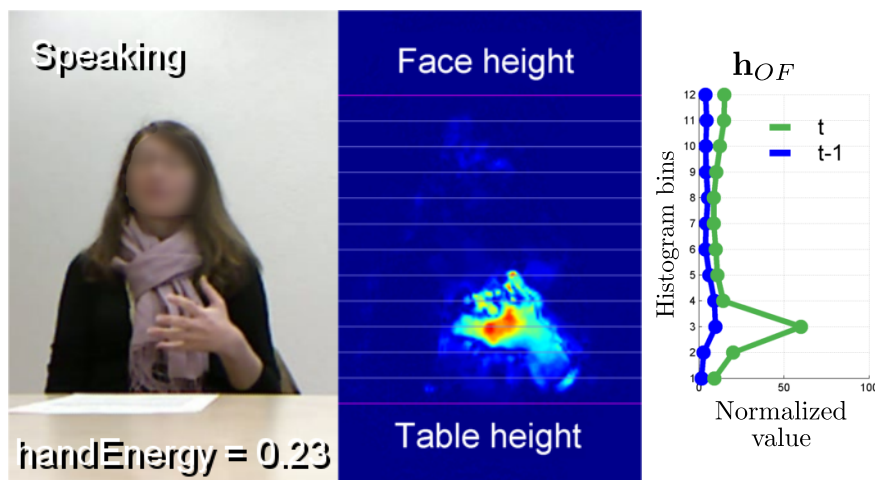 Speaking
handEnergy = 0.23
Face height
Table height
h_OF
12
11
10
9
8
7
6
5
4
3
2
1
0
50
100
t
t-1
Histogram bins
Normalized
value